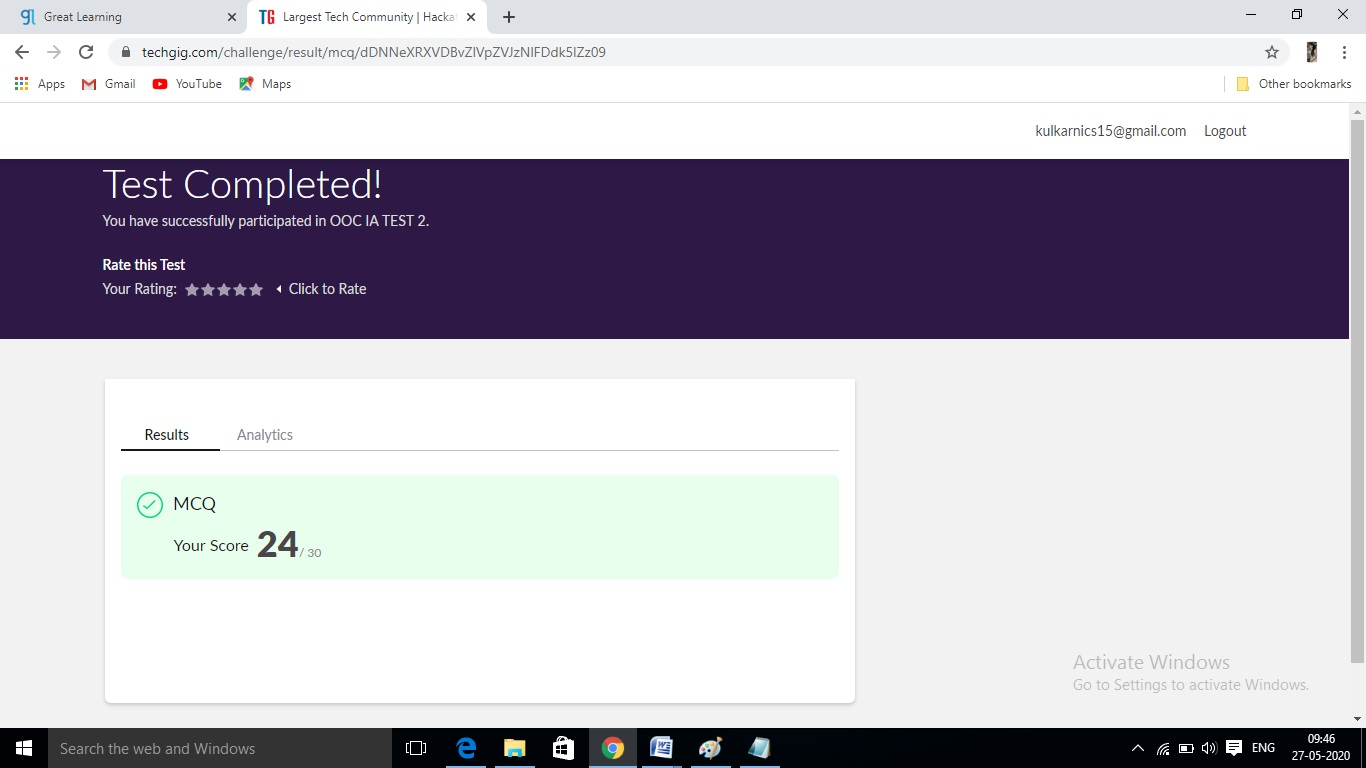 Great Learning
TG Largest Tech Community | Hacka
techgig.com/challenge/result/mcq/dDNNeXRXVDBvZlVpZVJzNlFDdk5lZz09
Apps Gmail YouTube Maps Other bookmarks
kulkarnics15@gmail.com Logout
Test Completed!
You have successfully participated in OOC IA TEST 2.
Rate this Test
Your Rating: Click to Rate
Results Analytics
MCQ
Your Score 24/ 30
Activate Windows
Go to Settings to activate Windows.
Search the web and Windows
ENG
09:46
27-05-2020